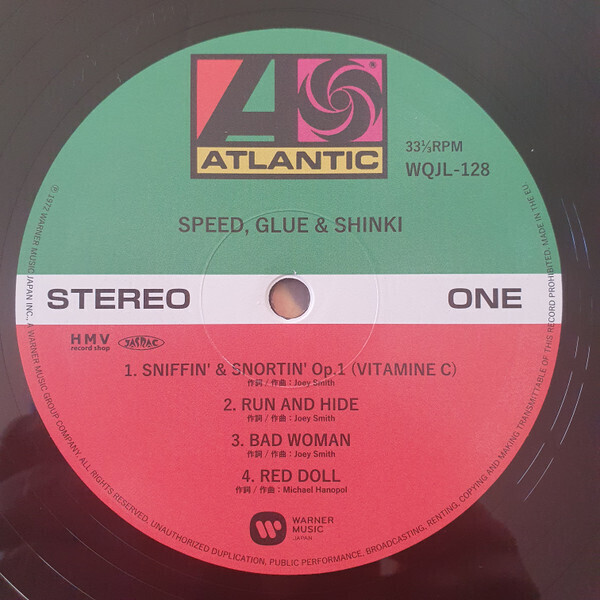 ATLANTIC
®
33⅓RPM
WQJL-128
SPEED, GLUE & SHINKI
STEREO
ONE
HMV
record shop
JASRAC
1. SNIFFIN' & SNORTIN' Op.1 (VITAMINE C)
作詞 / 作曲 : Joey Smith
2. RUN AND HIDE
作詞 / 作曲 : Joey Smith
3. BAD WOMAN
作詞 / 作曲 : Joey Smith
4. RED DOLL
作詞 / 作曲 : Michael Hanopol
WARNER
MUSIC
JAPAN
℗ 1972 WARNER MUSIC JAPAN INC., A WARNER MUSIC GROUP COMPANY. ALL RIGHTS RESERVED. UNAUTHORIZED DUPLICATION, PUBLIC PERFORMANCE, BROADCASTING, RENTING, COPYING AND MAKING TRANSMITTABLE OF THIS RECORD PROHIBITED. MADE IN THE EU.